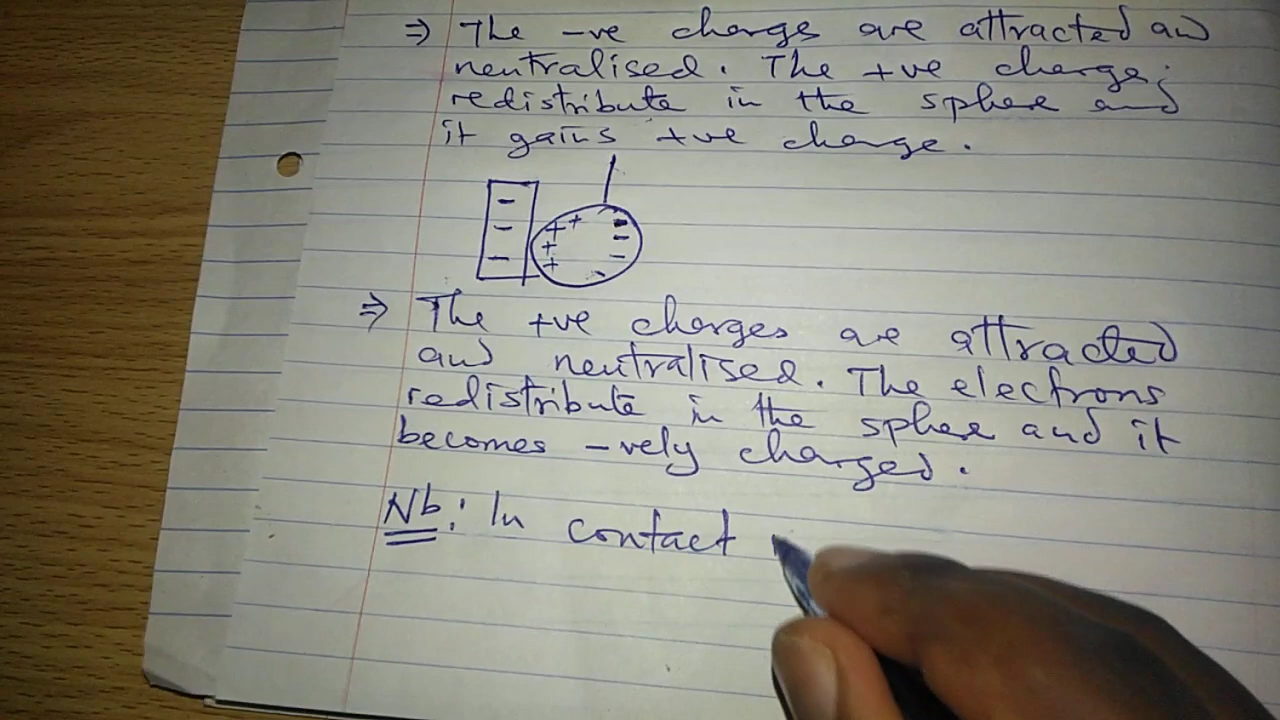 ⇒ The -ve charges are attracted and
neutralised. The +ve charges
redistribute in the sphere and
it gains +ve charge.
- + + -
- + -
- + - -
⇒ The +ve charges are attracted
and neutralised. The electrons
redistribute in the sphere and it
becomes -vely charged.
Nb: In contact